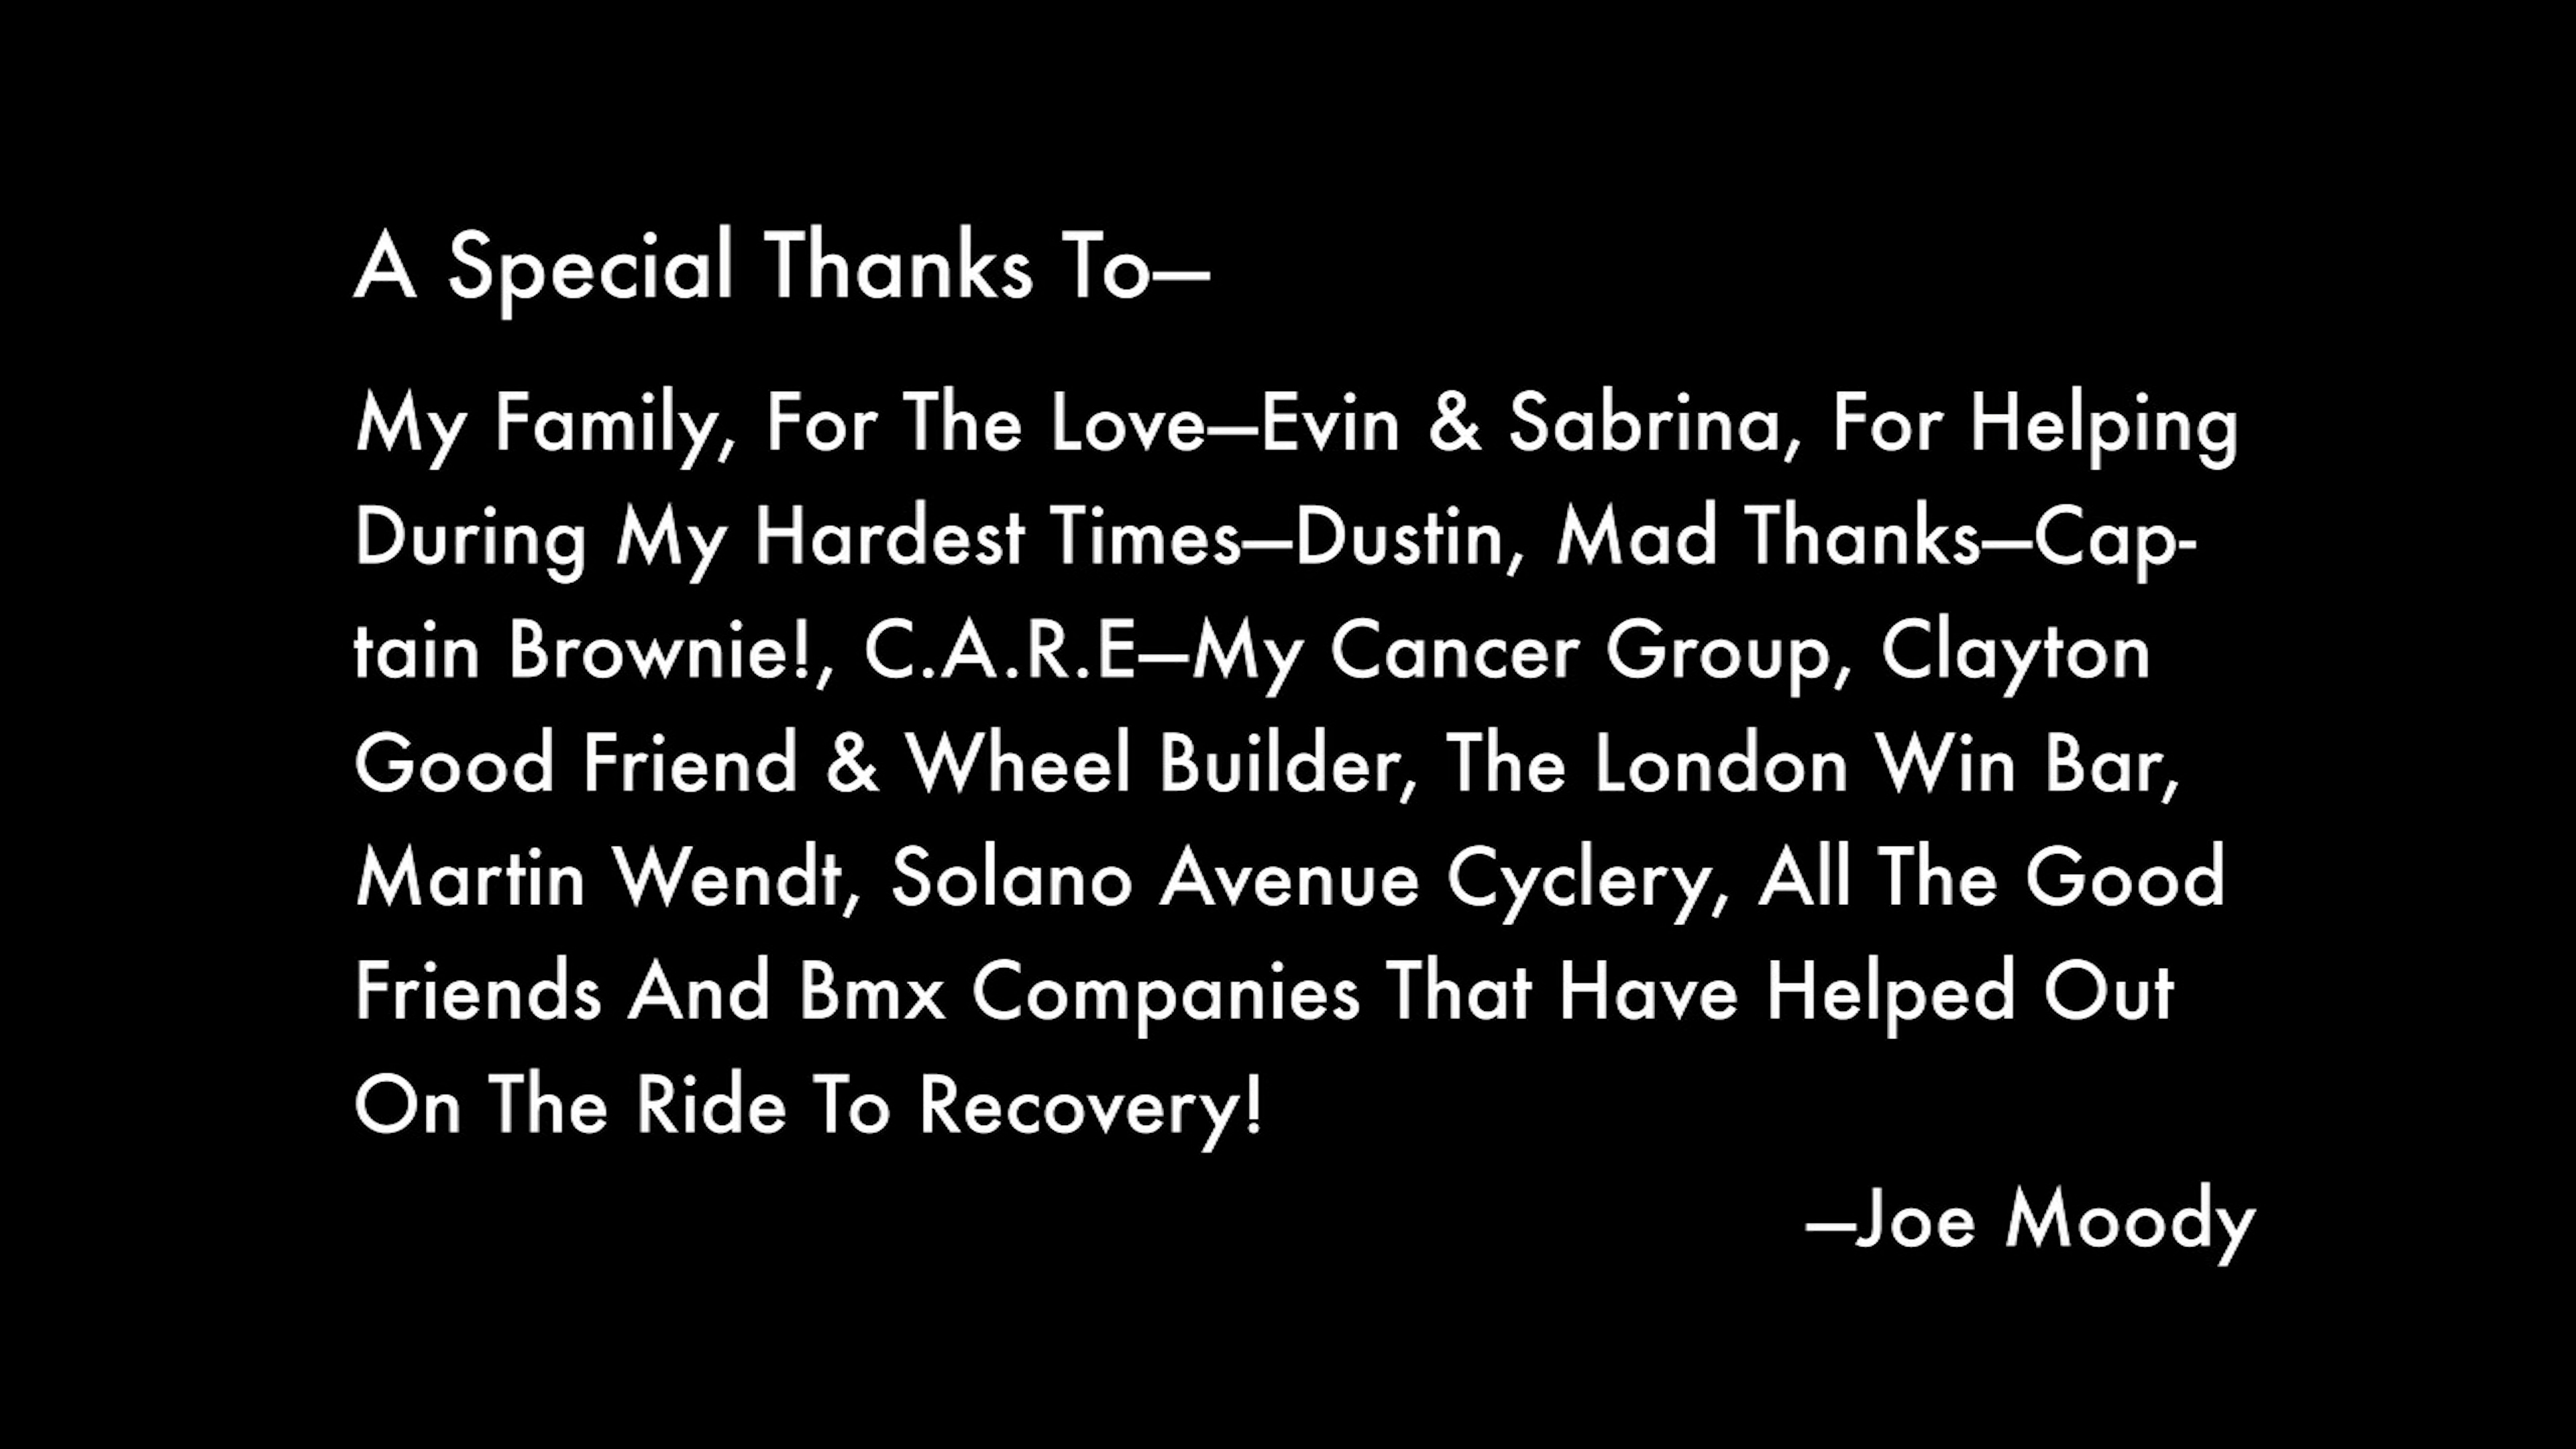 A Special Thanks To—
My Family, For The Love—Evin & Sabrina, For Helping
During My Hardest Times—Dustin, Mad Thanks—Cap-
tain Brownie!, C.A.R.E—My Cancer Group, Clayton
Good Friend & Wheel Builder, The London Win Bar,
Martin Wendt, Solano Avenue Cyclery, All The Good
Friends And Bmx Companies That Have Helped Out
On The Ride To Recovery!
—Joe Moody